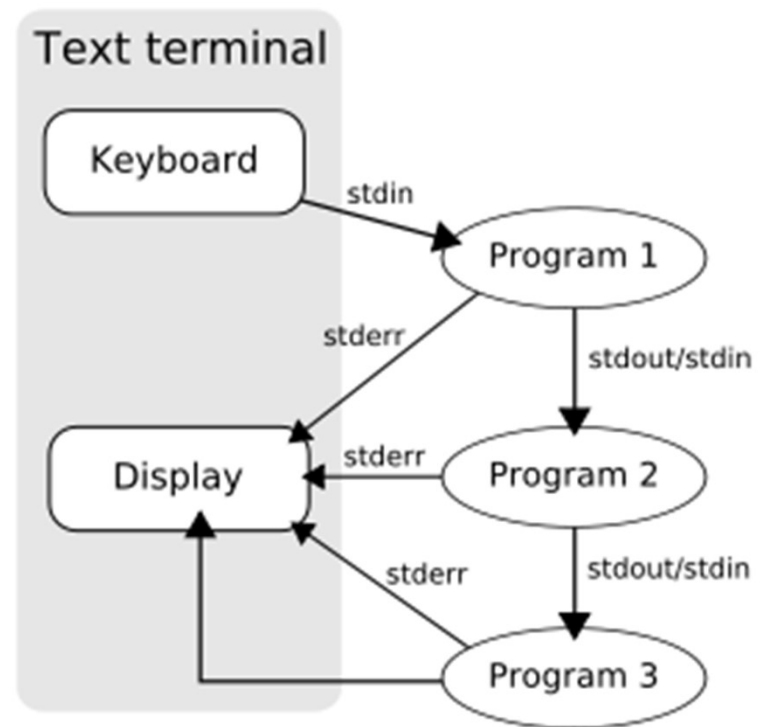 Text terminal
Keyboard
stdin
Program 1
stderr
stdout/stdin
Display
stderr
Program 2
stderr
stdout/stdin
Program 3